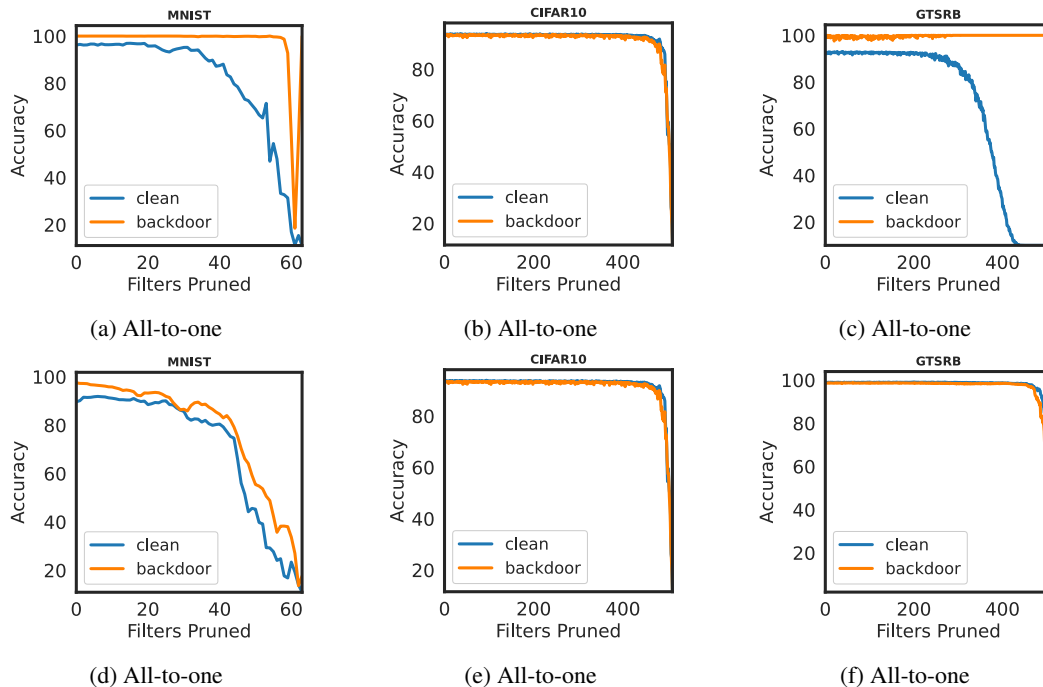 MNIST
CIFAR10
GTSRB
100
80
60
40
20
Accuracy
clean
backdoor
0 20 40 60
Filters Pruned
80
60
40
20
Accuracy
clean
backdoor
0 200 400
Filters Pruned
100
80
60
40
20
Accuracy
clean
backdoor
0 200 400
Filters Pruned
(a) All-to-one
(b) All-to-one
(c) All-to-one
MNIST
CIFAR10
GTSRB
100
80
60
40
20
Accuracy
clean
backdoor
0 20 40 60
Filters Pruned
80
60
40
20
Accuracy
clean
backdoor
0 200 400
Filters Pruned
100
80
60
40
20
Accuracy
clean
backdoor
0 200 400
Filters Pruned
(d) All-to-one
(e) All-to-one
(f) All-to-one